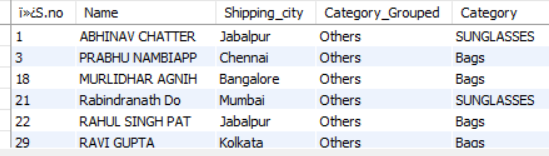 ï»¿S.no Name Shipping_city Category_Grouped Category
1 ABHINAV CHATTER Jabalpur Others SUNGLASSES
3 PRABHU NAMBIAPP Chennai Others Bags
18 MURLIDHAR AGNIH Bangalore Others Bags
21 Rabindranath Do Mumbai Others SUNGLASSES
22 RAHUL SINGH PAT Jabalpur Others Bags
29 RAVI GUPTA Kolkata Others Bags